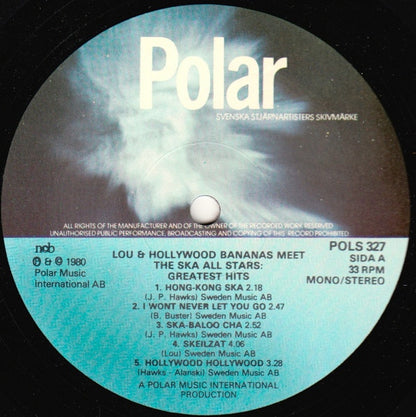 Polar
SVENSKA STJÄRNARTISTERS SKIVMÄRKE
ALL RIGHTS OF THE MANUFACTURER AND OF THE OWNER OF THE RECORDED WORK RESERVED
UNAUTHORISED PUBLIC PERFORMANCE, BROADCASTING AND COPYING OF THIS RECORD PROHIBITED
ncb
℗ & © 1980
Polar Music
International AB
LOU & HOLLYWOOD BANANAS MEET
THE SKA ALL STARS:
GREATEST HITS
POLS 327
SIDA A
33 RPM
MONO/STEREO
1. HONG-KONG SKA 2.18
(J. P. Hawks) Sweden Music AB
2. I WONT NEVER LET YOU GO 2.47
(B. Buster) Sweden Music AB
3. SKA-BALOO CHA 2.52
(J. P. Hawks) Sweden Music AB
4. SKEILZAT 4.06
(Lou) Sweden Music AB
5. HOLLYWOOD HOLLYWOOD 3.28
(Hawks - Alanski) Sweden Music AB
A POLAR MUSIC INTERNATIONAL
PRODUCTION